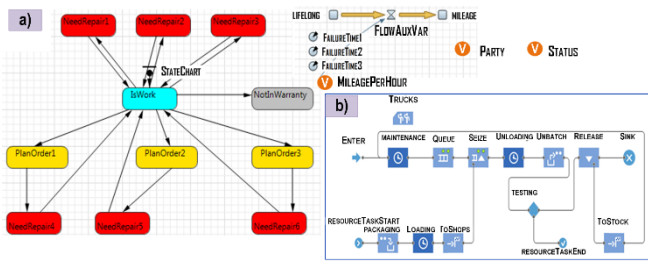 a)
NeedRepair1
NeedRepair2
NeedRepair3
STATECHART
IsWork
NotInWarranty
PlanOrder1
PlanOrder2
PlanOrder3
NeedRepair4
NeedRepair5
NeedRepair6
LIFELONG
MILEAGE
FLOWAUXVAR
FAILURETIME1
FAILURETIME2
FAILURETIME3
V MILEAGEPERHOUR
V PARTY
V STATUS
b)
TRUCKS
ENTER
MAINTENANCE QUEUE SEIZE UNLOADING UNBATCH RELEASE SINK
TESTING
RESOURCETASKSTART
PACKAGING LOADING TOSHOPS
TOSTOCK
RESOURCETASKEND